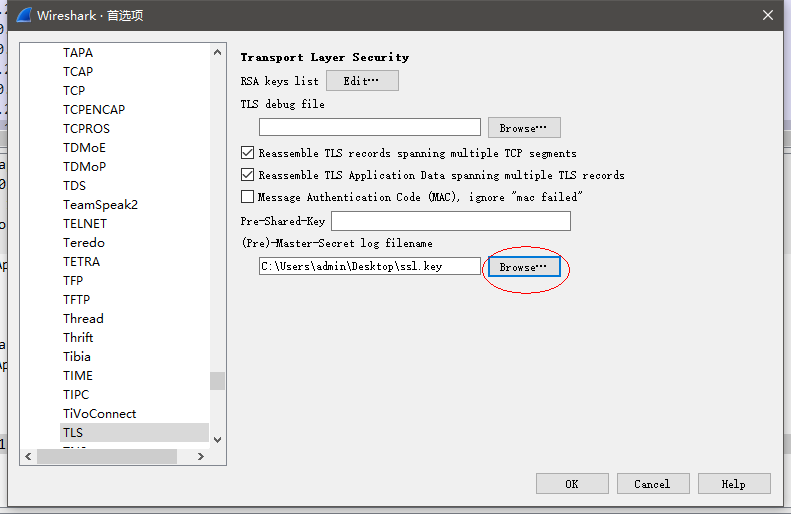 Wireshark · 首选项
TAPA
TCAP
TCP
TCPENCAP
TCPROS
TDMoE
TDMoP
TDS
TeamSpeak2
TELNET
Teredo
TETRA
TFP
TFTP
Thread
Thrift
Tibia
TIME
TIPC
TiVoConnect
TLS
Transport Layer Security
RSA keys list Edit…
TLS debug file
Browse…
Reassemble TLS records spanning multiple TCP segments
Reassemble TLS Application Data spanning multiple TLS records
Message Authentication Code (MAC), ignore "mac failed"
Pre-Shared-Key
(Pre)-Master-Secret log filename
C:\Users\admin\Desktop\ssl.key Browse…
OK Cancel Help